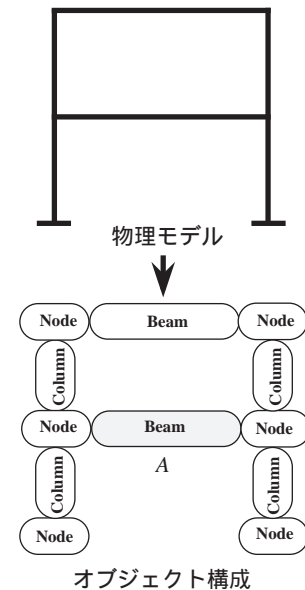 物理モデル
Node Beam Node
Column Column
Node Beam Node
A
Column Column
Node Node
オブジェクト構成